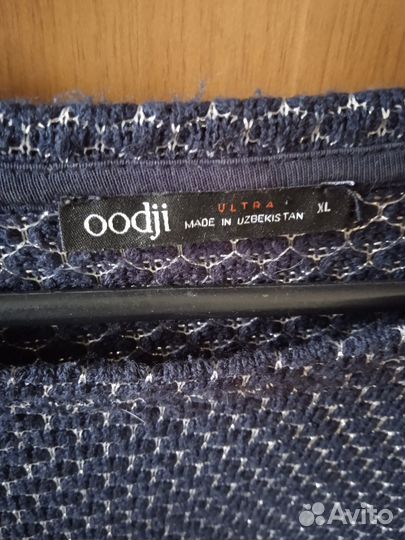 oodji
ULTRA
MADE IN UZBEKISTAN
XL
Avito